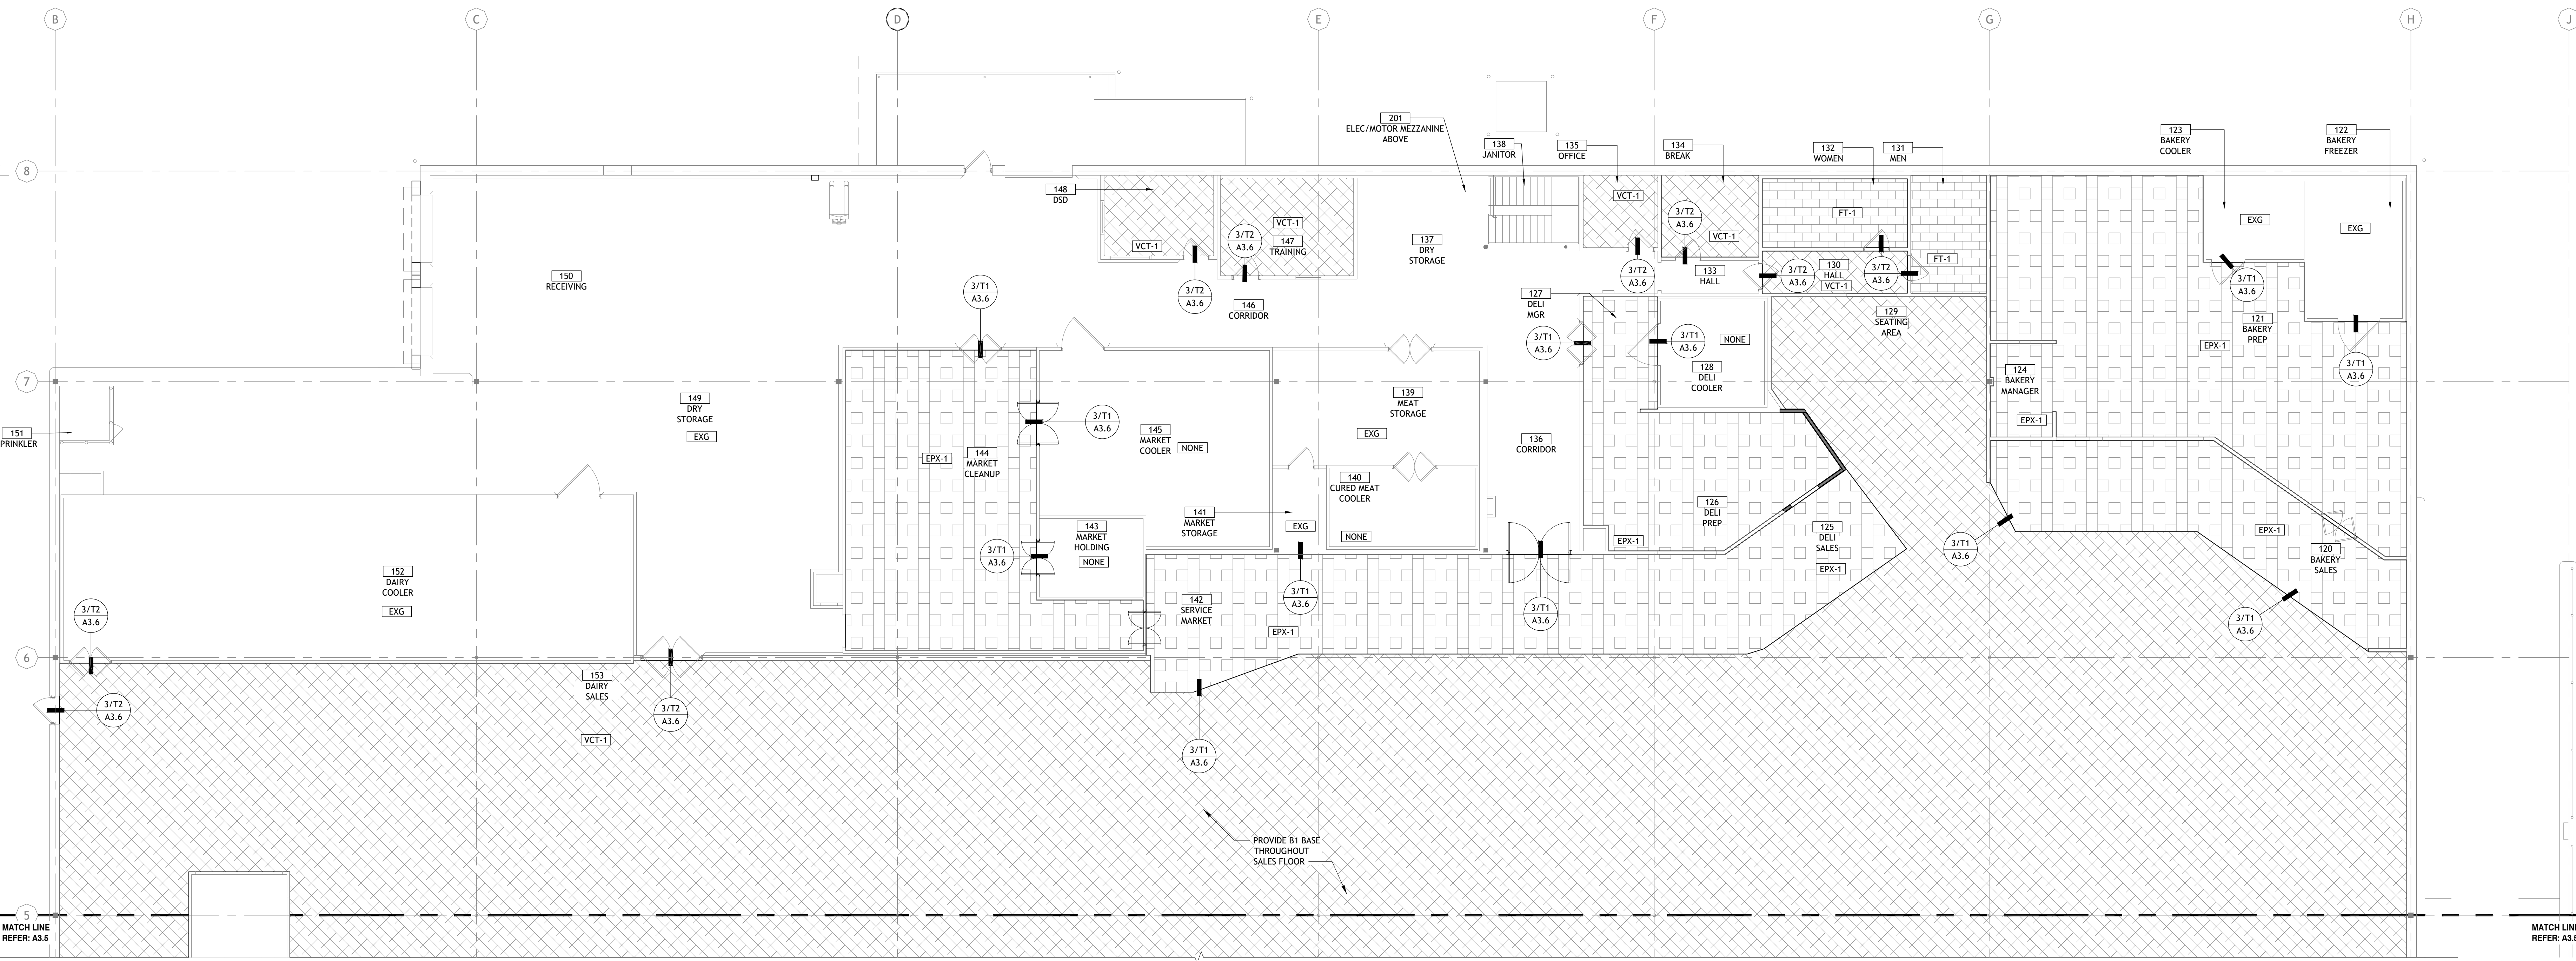 B
C
D
E
F
G
H
J
8
7
6
5
201
ELEC/MOTOR MEZZANINE
ABOVE
138
JANITOR
135
OFFICE
134
BREAK
132
WOMEN
131
MEN
123
BAKERY
COOLER
122
BAKERY
FREEZER
148
DSD
VCT-1
3/T2
A3.6
VCT-1
3/T2
A3.6
147
TRAINING
137
DRY
STORAGE
VCT-1
3/T2
A3.6
3/T2
A3.6
VCT-1
133
HALL
FT-1
3/T2
A3.6
130
HALL
VCT-1
3/T2
A3.6
FT-1
EXG
EXG
3/T1
A3.6
121
BAKERY
PREP
EPX-1
3/T1
A3.6
150
RECEIVING
3/T1
A3.6
146
CORRIDOR
127
DELI
MGR
3/T1
A3.6
3/T1
A3.6
NONE
128
DELI
COOLER
129
SEATING
AREA
124
BAKERY
MANAGER
EPX-1
151
PRINKLER
149
DRY
STORAGE
EXG
EPX-1
144
MARKET
CLEANUP
3/T1
A3.6
145
MARKET
COOLER
NONE
139
MEAT
STORAGE
EXG
136
CORRIDOR
140
CURED MEAT
COOLER
NONE
141
MARKET
STORAGE
EXG
143
MARKET
HOLDING
NONE
3/T1
A3.6
126
DELI
PREP
EPX-1
125
DELI
SALES
EPX-1
3/T1
A3.6
EPX-1
120
BAKERY
SALES
3/T1
A3.6
152
DAIRY
COOLER
EXG
3/T2
A3.6
142
SERVICE
MARKET
EPX-1
3/T1
A3.6
3/T1
A3.6
153
DAIRY
SALES
VCT-1
3/T2
A3.6
3/T2
A3.6
3/T1
A3.6
PROVIDE B1 BASE
THROUGHOUT
SALES FLOOR
MATCH LINE
REFER: A3.5
MATCH LINE
REFER: A3.5